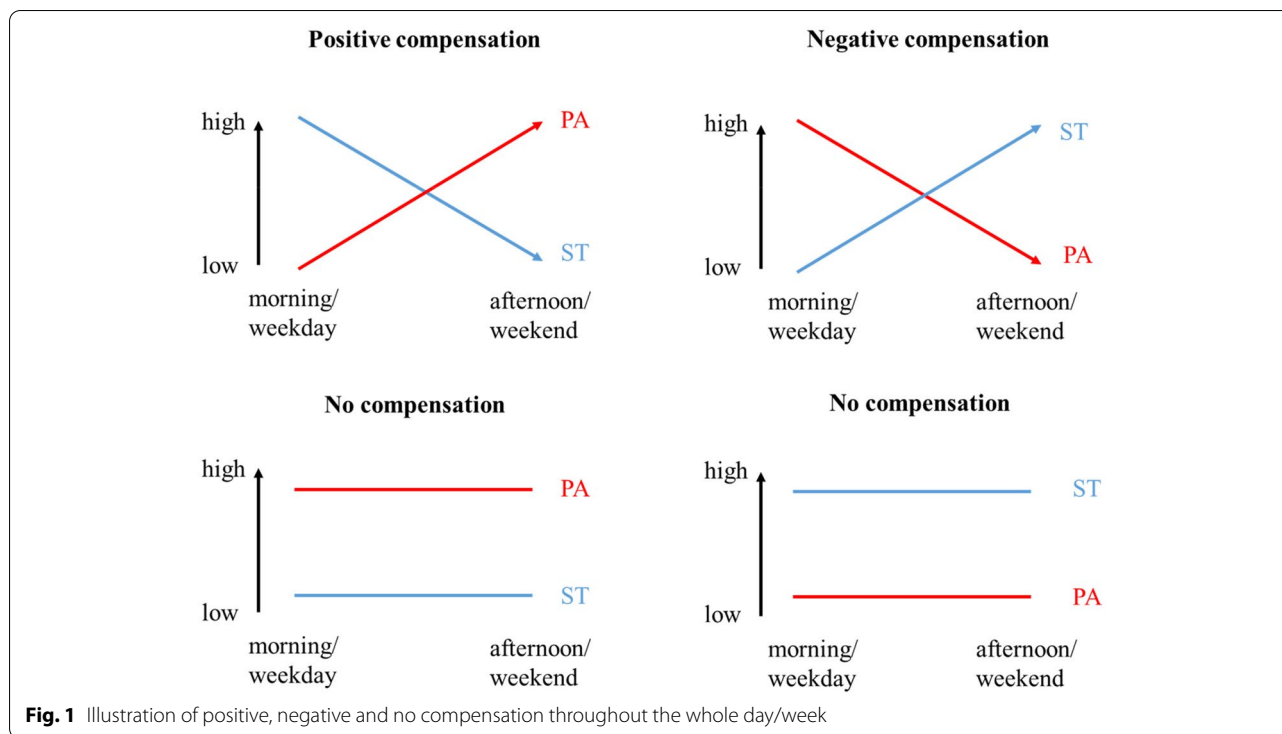 Positive compensation
high
PA
ST
low
morning/
weekday
afternoon/
weekend
Negative compensation
high
ST
PA
low
morning/
weekday
afternoon/
weekend
No compensation
high
PA
ST
low
morning/
weekday
afternoon/
weekend
No compensation
high
ST
PA
low
morning/
weekday
afternoon/
weekend
Fig. 1 Illustration of positive, negative and no compensation throughout the whole day/week